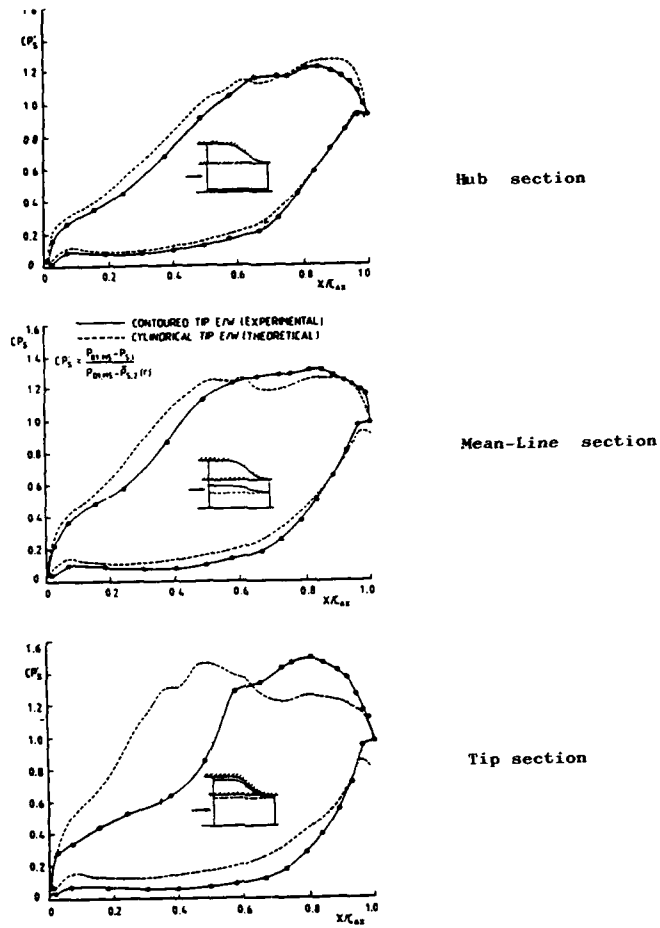 1.6
CP'S
1.2
1.0
0.8
0.6
0.4
0.2
0
0 0.2 0.4 0.6 0.8 1.0
X/Cax
Hub section
1.6
CPS
1.4
1.2
1.0
0.8
0.6
0.4
0.2
0
CONTOURED TIP E/W (EXPERIMENTAL)
CYLINDRICAL TIP E/W (THEORETICAL)
0 0.2 0.4 0.6 0.8 1.0
X/Cax
Mean-Line section
1.6
CP'S
1.2
1.0
0.8
0.6
0.4
0.2
0.0
0 0.2 0.4 0.6 0.8 1.0
X/Cax
Tip section